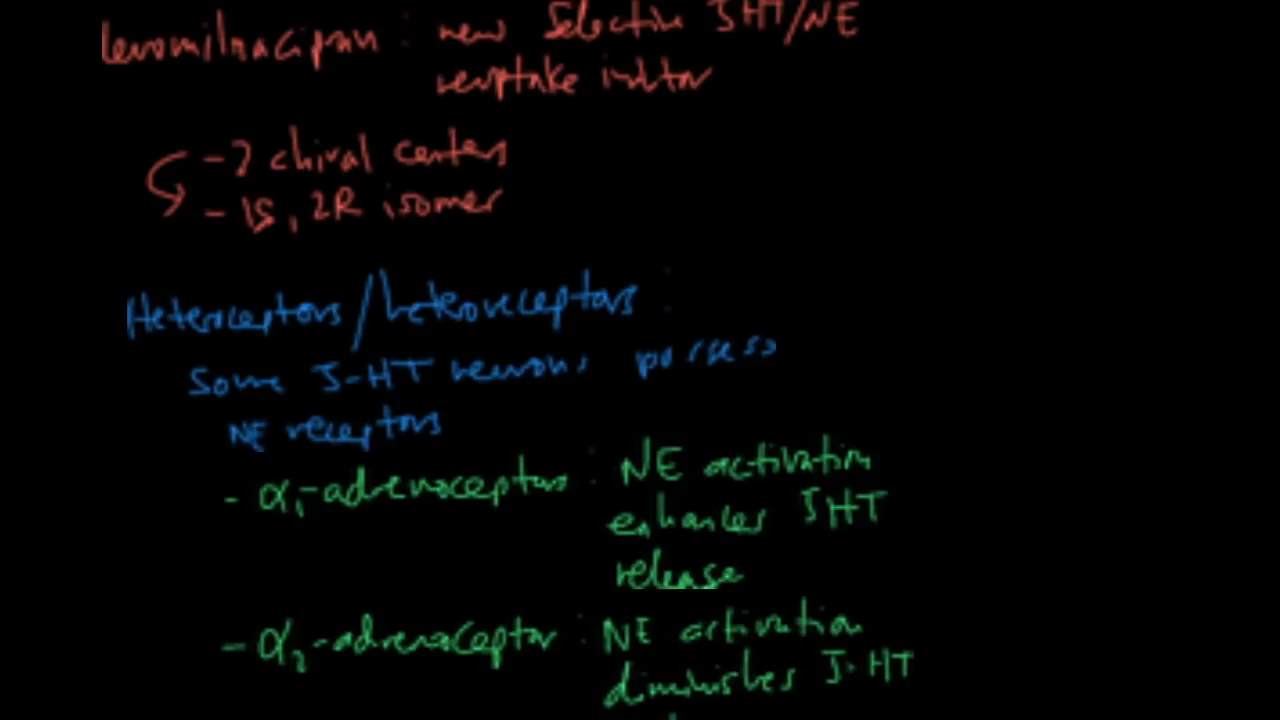 levomilnacipran : new Selective 5HT/NE
reuptake inhibitor
- 2 chiral centers
- 1S, 2R isomer
Heteroceptors/heteroreceptors :
Some 5-HT neurons possess
NE receptors
- α₁-adrenoceptors : NE activation
enhances 5HT
release
- α₂-adrenoceptor : NE activation
diminishes 5-HT